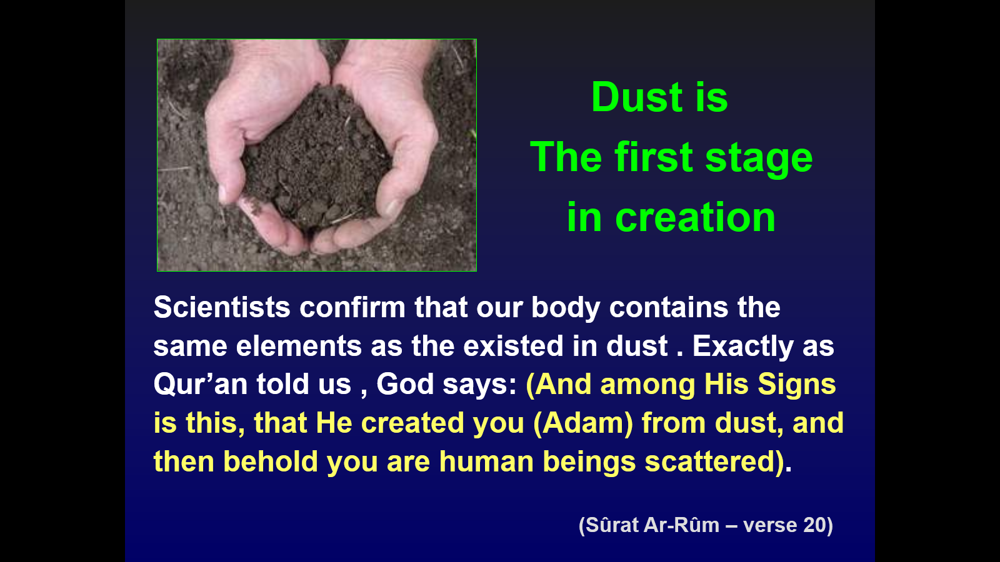 Dust is
The first stage
in creation
Scientists confirm that our body contains the
same elements as the existed in dust . Exactly as
Qur’an told us , God says: (And among His Signs
is this, that He created you (Adam) from dust, and
then behold you are human beings scattered).
(Sûrat Ar-Rûm – verse 20)